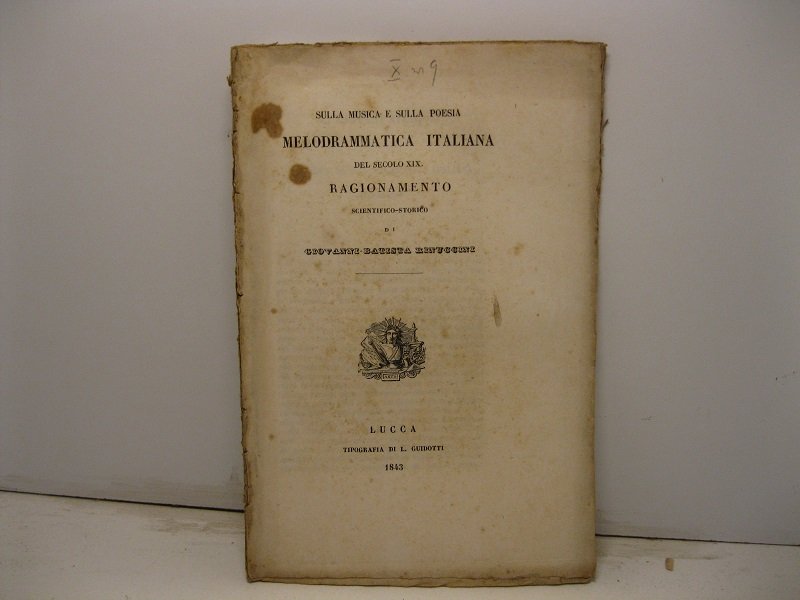 X 9
SULLA MUSICA E SULLA POESIA
MELODRAMMATICA ITALIANA
DEL SECOLO XIX.
RAGIONAMENTO
SCIENTIFICO-STORICO
DI
GIOVANNI-BATISTA RINUCCINI
LUCCA
TIPOGRAFIA DI L. GUIDOTTI
1843